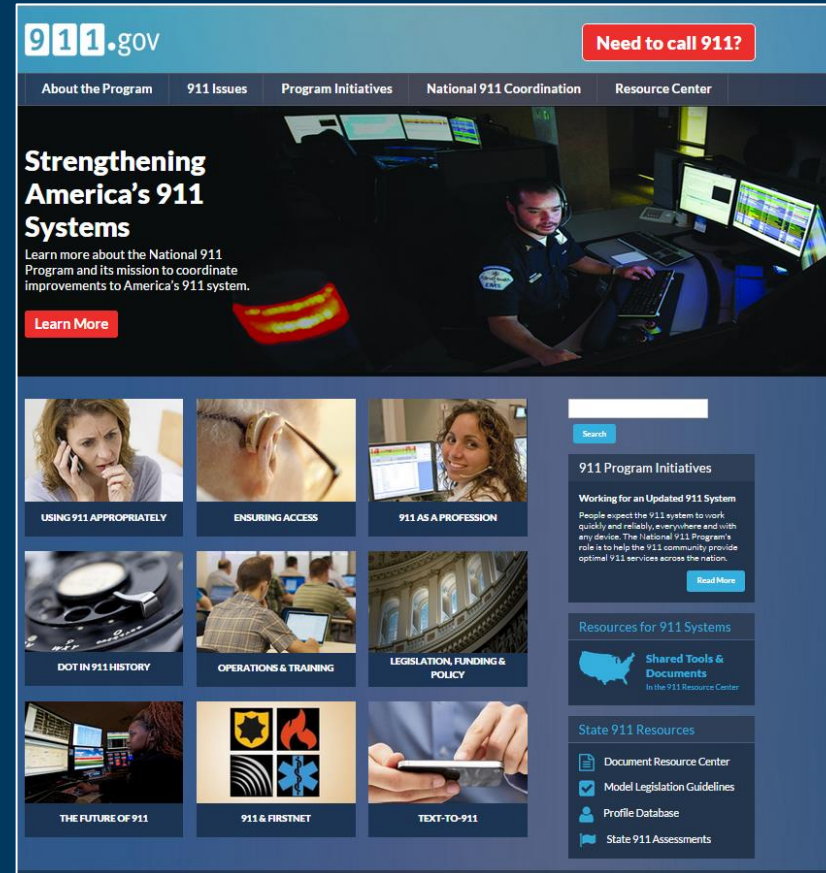 911.gov
Need to call 911?
About the Program
911 Issues
Program Initiatives
National 911 Coordination
Resource Center
Strengthening
America's 911
Systems
Learn more about the National 911
Program and its mission to coordinate
improvements to America's 911 system.
Learn More
USING 911 APPROPRIATELY
ENSURING ACCESS
911 AS A PROFESSION
DOT IN 911 HISTORY
OPERATIONS & TRAINING
LEGISLATION, FUNDING &
POLICY
THE FUTURE OF 911
911 & FIRSTNET
TEXT-TO-911
Search
911 Program Initiatives
Working for an Updated 911 System
People expect the 911 system to work
quickly and reliably, everywhere and with
any device. The National 911 Program's
role is to help the 911 community provide
optimal 911 services across the nation.
Read More
Resources for 911 Systems
Shared Tools &
Documents
In the 911 Resource Center
State 911 Resources
Document Resource Center
Model Legislation Guidelines
Profile Database
State 911 Assessments